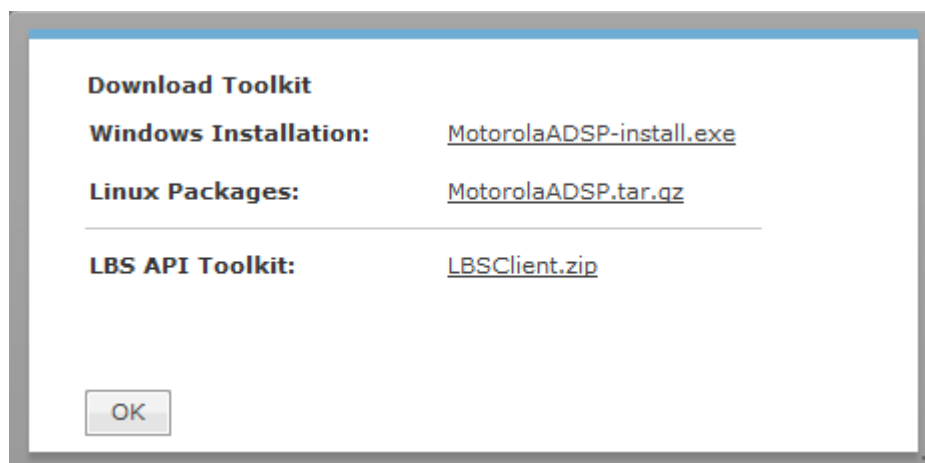 Download Toolkit
Windows Installation: MotorolaADSP-install.exe
Linux Packages: MotorolaADSP.tar.gz
LBS API Toolkit: LBSClient.zip
OK